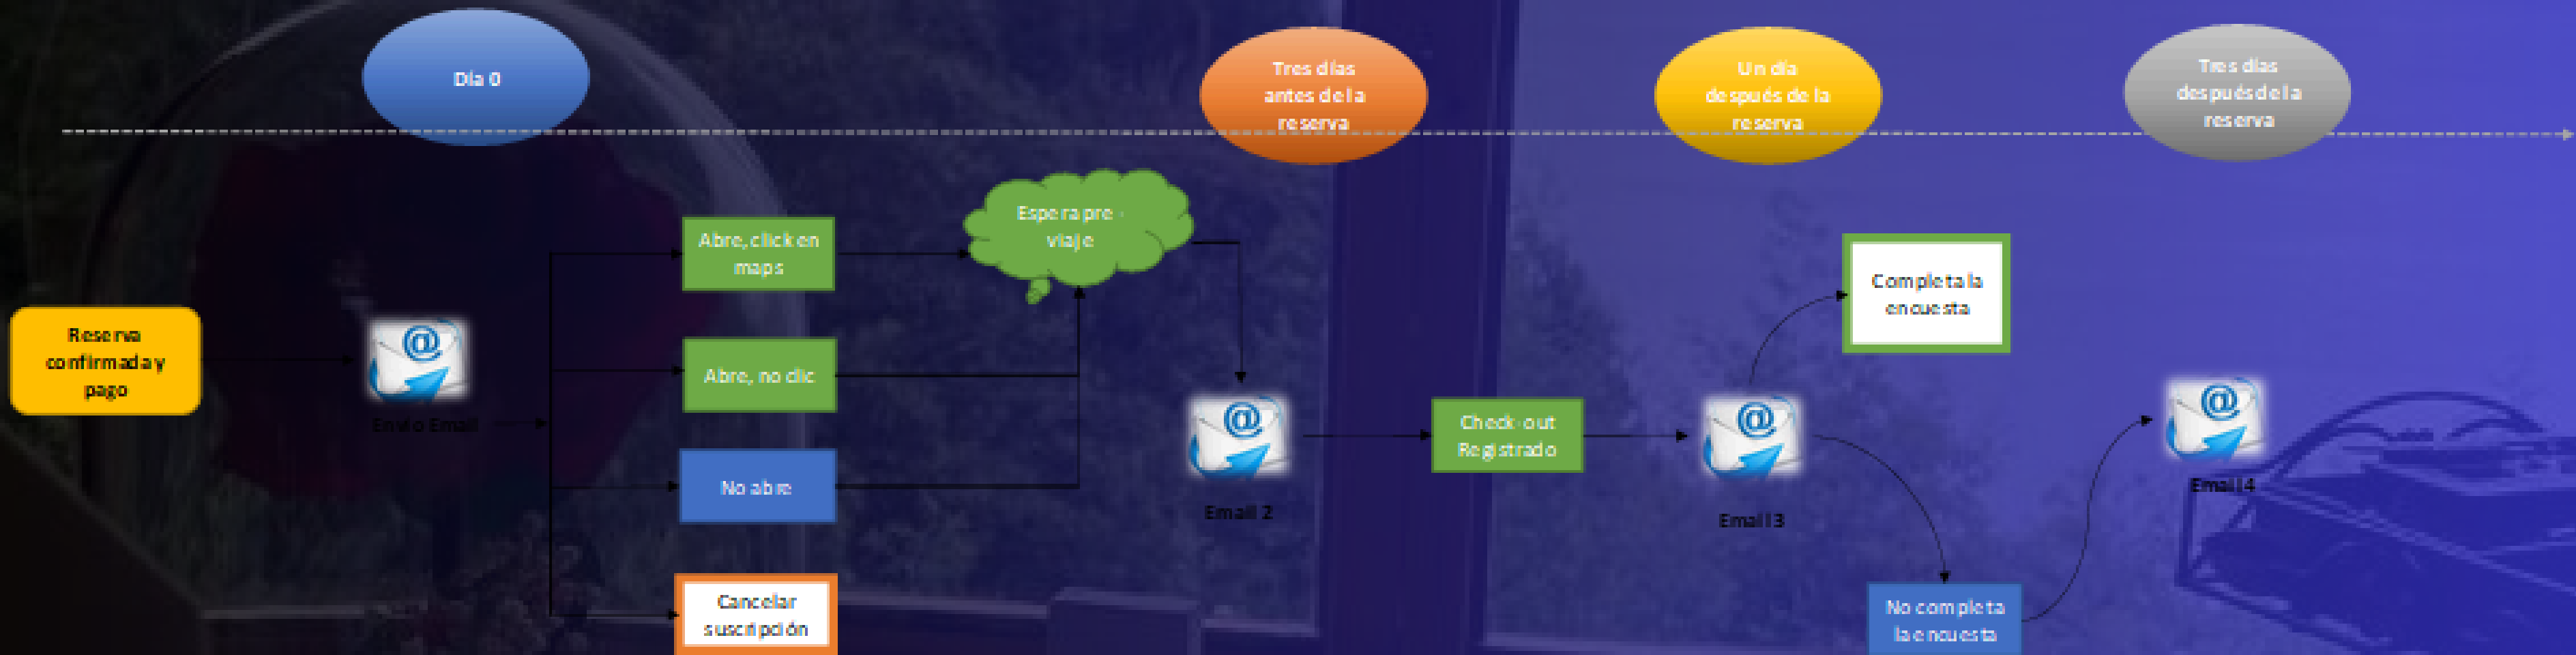 Día 0
Tres días
antes de la
reserva
Un día
después de la
reserva
Tres días
después de la
reserva
Espera pre -
viaje
Abre, click en
maps
Completa la
encuesta
Reserva
confirmada y
pago
Abre, no clic
Envío Email
Check-out
Registrado
No abre
Email 2
Email 3
Email 4
Cancelar
suscripción
No completa
la encuesta